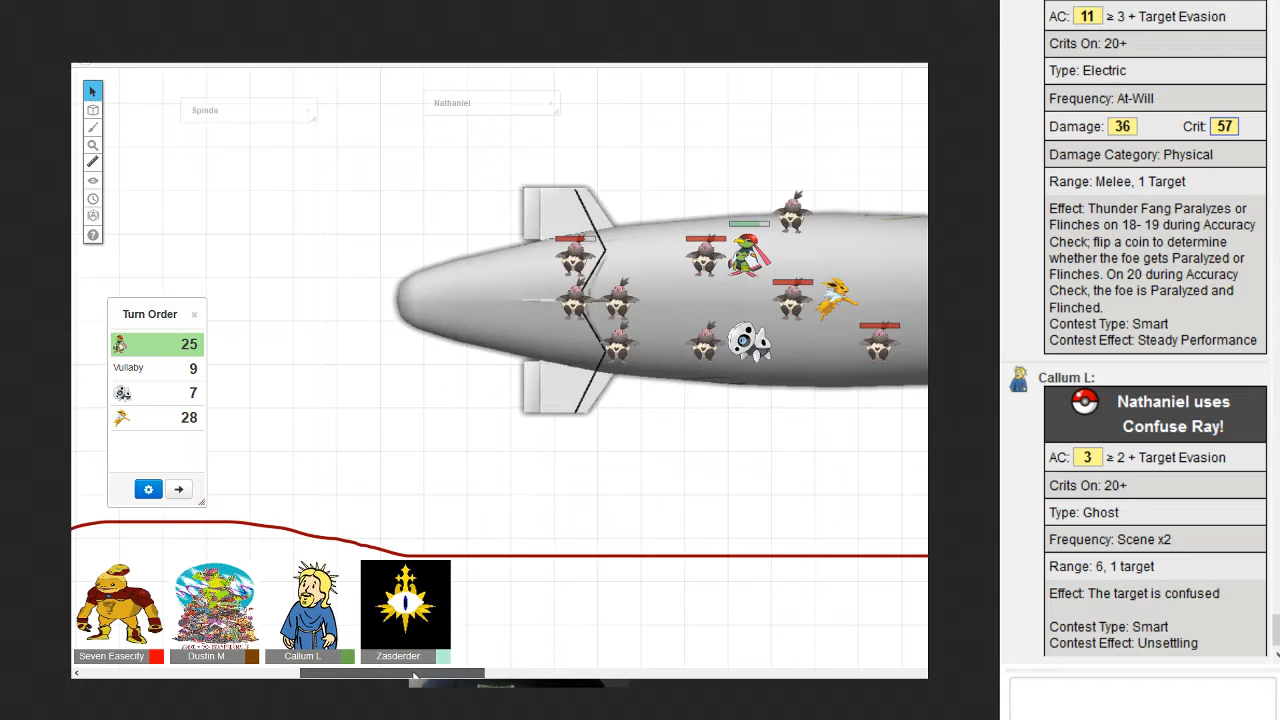 Spinda
Nathaniel
Turn Order
25
Vullaby 9
7
28
Seven Easecity
Dustin M
Callum L
Zasderder
AC: 11 ≥ 3 + Target Evasion
Crits On: 20+
Type: Electric
Frequency: At-Will
Damage: 36 Crit: 57
Damage Category: Physical
Range: Melee, 1 Target
Effect: Thunder Fang Paralyzes or
Flinches on 18- 19 during Accuracy
Check; flip a coin to determine
whether the foe gets Paralyzed or
Flinches. On 20 during Accuracy
Check, the foe is Paralyzed and
Flinched.
Contest Type: Smart
Contest Effect: Steady Performance
Callum L:
Nathaniel uses
Confuse Ray!
AC: 3 ≥ 2 + Target Evasion
Crits On: 20+
Type: Ghost
Frequency: Scene x2
Range: 6, 1 target
Effect: The target is confused
Contest Type: Smart
Contest Effect: Unsettling